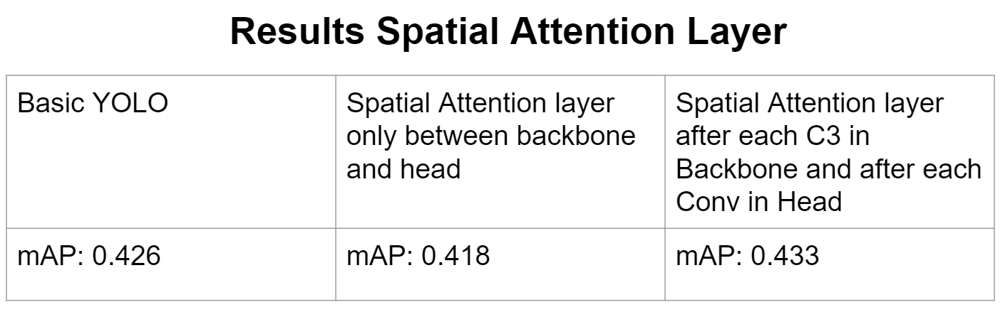 Results Spatial Attention Layer
Basic YOLO
Spatial Attention layer
only between backbone
and head
Spatial Attention layer
after each C3 in
Backbone and after each
Conv in Head
mAP: 0.426
mAP: 0.418
mAP: 0.433